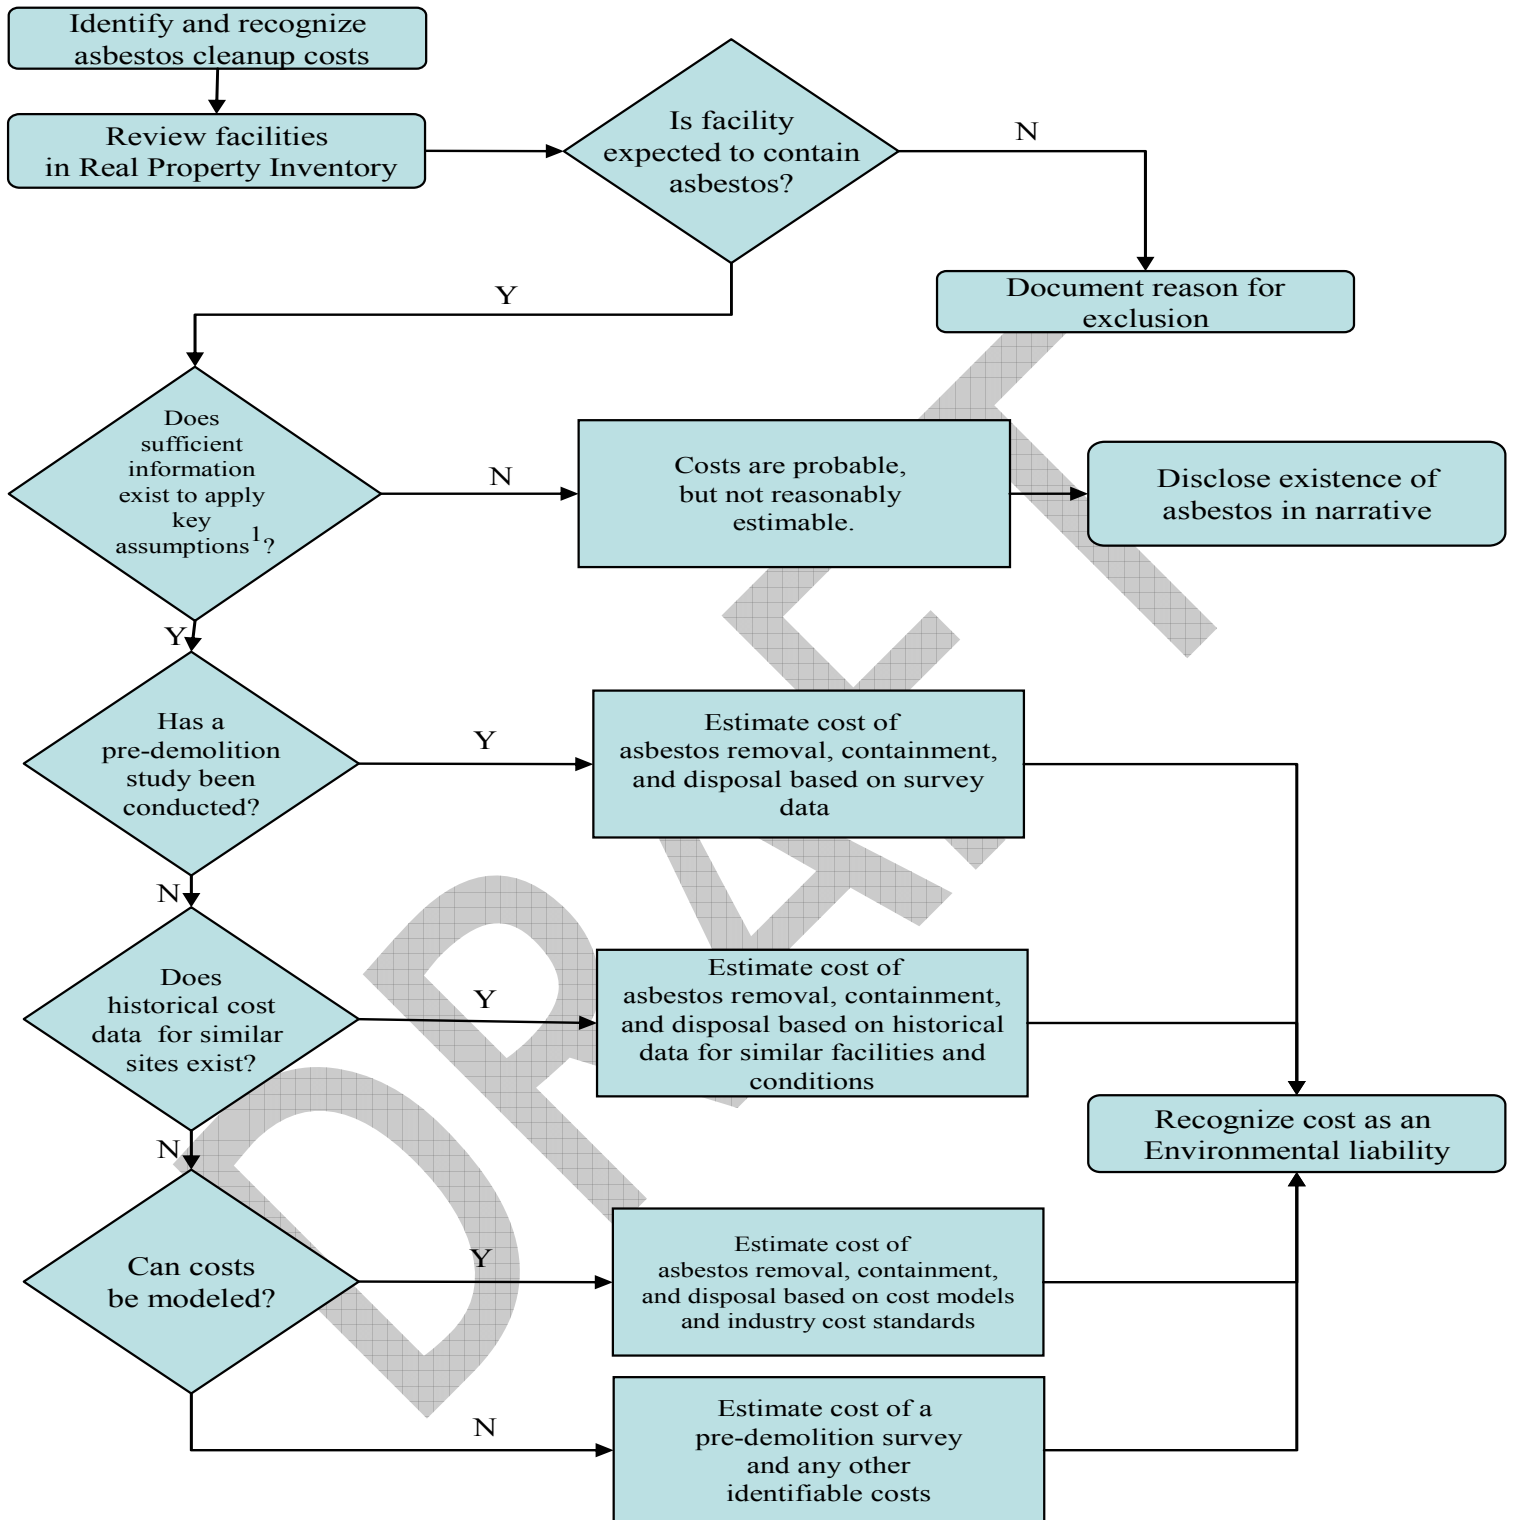 Identify and recognize
asbestos cleanup costs
Review facilities
in Real Property Inventory
Is facility
expected to contain
asbestos?
N
Document reason for
exclusion
Y
Does
sufficient
information
exist to apply
key
assumptions1?
N
Costs are probable,
but not reasonably
estimable.
Disclose existence of
asbestos in narrative
Y
Has a
pre-demolition
study been
conducted?
Y
Estimate cost of
asbestos removal, containment,
and disposal based on survey
data
N
Does
historical cost
data for similar
sites exist?
Y
Estimate cost of
asbestos removal, containment,
and disposal based on historical
data for similar facilities and
conditions
Recognize cost as an
Environmental liability
N
Can costs
be modeled?
Y
Estimate cost of
asbestos removal, containment,
and disposal based on cost models
and industry cost standards
N
Estimate cost of a
pre-demolition survey
and any other
identifiable costs
DRAFT